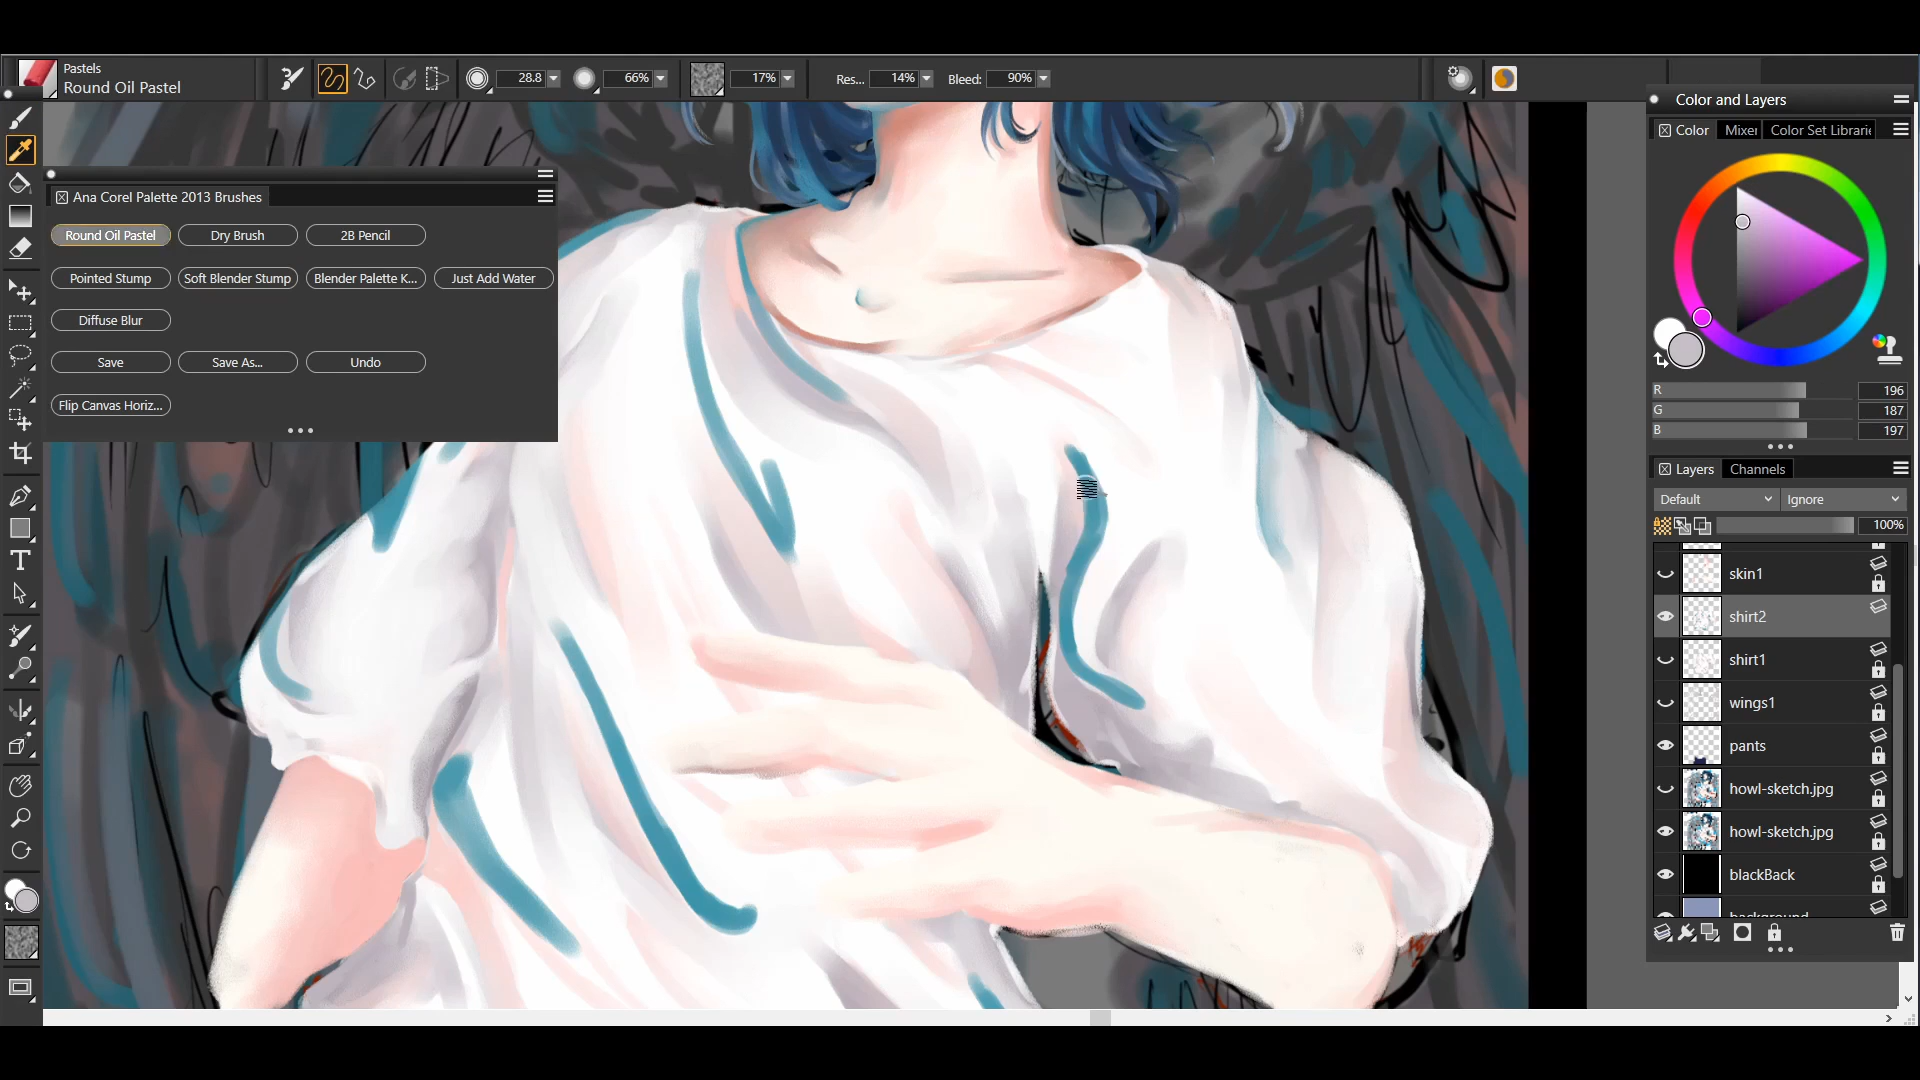 Pastels
Round Oil Pastel
28.8
66%
17%
Res... 14%
Bleed: 90%
Ana Corel Palette 2013 Brushes
Round Oil Pastel
Dry Brush
2B Pencil
Pointed Stump
Soft Blender Stump
Blender Palette K...
Just Add Water
Diffuse Blur
Save
Save As...
Undo
Flip Canvas Horiz...
Color and Layers
Color
Mixer
Color Set Librarie
R 196
G 187
B 197
Layers
Channels
Default
Ignore
100%
skin1
shirt2
shirt1
wings1
pants
howl-sketch.jpg
howl-sketch.jpg
blackBack
background